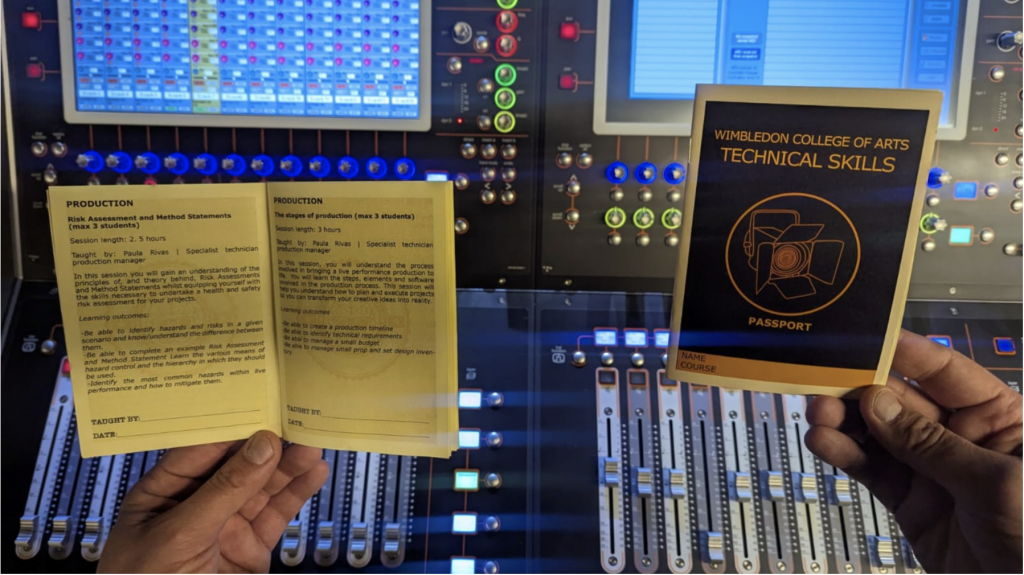 PRODUCTION
Risk Assessment and Method Statements
(max 3 students)
Session length: 2. 5 hours
Taught by: Paula Rivas | Specialist technician
production manager
In this session you will gain an understanding of the
principles of, and theory behind, Risk Assessments
and Method Statements whilst equipping yourself with
the skills necessary to undertake a health and safety
risk assessment for your projects.
Learning outcomes:
-Be able to identify hazards and risks in a given
scenario and know/understand the difference between
them.
-Be able to complete an example Risk Assessment
and Method Statement Learn the various means of
hazard control and the hierarchy in which they should
be used.
-Identify the most common hazards within live
performance and how to mitigate them.
TAUGHT BY:
DATE:
PRODUCTION
The stages of production (max 3 students)
Session length: 3 hours
Taught by: Paula Rivas | Specialist technician
production manager
In this session, you will understand the process
involved in bringing a live performance production to
life. You will learn the steps, elements and software
involved in the production process. This session will
help you understand how to plan and execute projects
so you can transform your creative ideas into reality.
Learning outcomes
-Be able to create a production timeline
-Be able to identify technical requirements
-Be able to manage a small budget
-Be able to manage small prop and set design inven-
tory.
TAUGHT BY:
DATE:
WIMBLEDON COLLEGE OF ARTS
TECHNICAL SKILLS
PASSPORT
NAME
COURSE